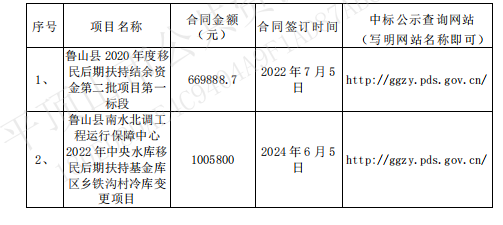 序号 项目名称 合同金额（元） 合同签订时间 中标公示查询网站（写明网站名称即可）
1、 鲁山县 2020 年度移民后期扶持结余资金第二批项目第一标段 669888.7 2022 年 7 月 5 日 http://ggzy.pds.gov.cn/
2、 鲁山县南水北调工程运行保障中心 2022 年中央水库移民后期扶持基金库区乡铁沟村冷库变更项目 1005800 2024 年 6 月 5 日 http://ggzy.pds.gov.cn/